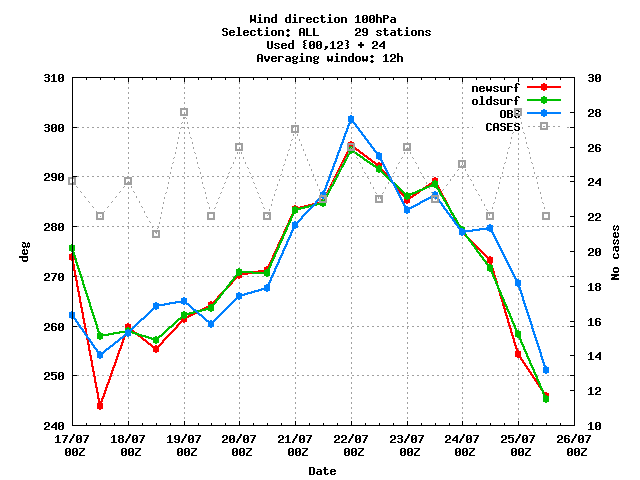 Wind direction 100hPa
Selection: ALL 29 stations
Used {00,12} + 24
Averaging window: 12h
310 30
newsurf
oldsurf
OBS
CASES
300 28
290 26
280 24
270 22
260 20
250 18
240 16
14
12
10
deg
No cases
17/07 18/07 19/07 20/07 21/07 22/07 23/07 24/07 25/07 26/07
00Z 00Z 00Z 00Z 00Z 00Z 00Z 00Z 00Z 00Z
Date